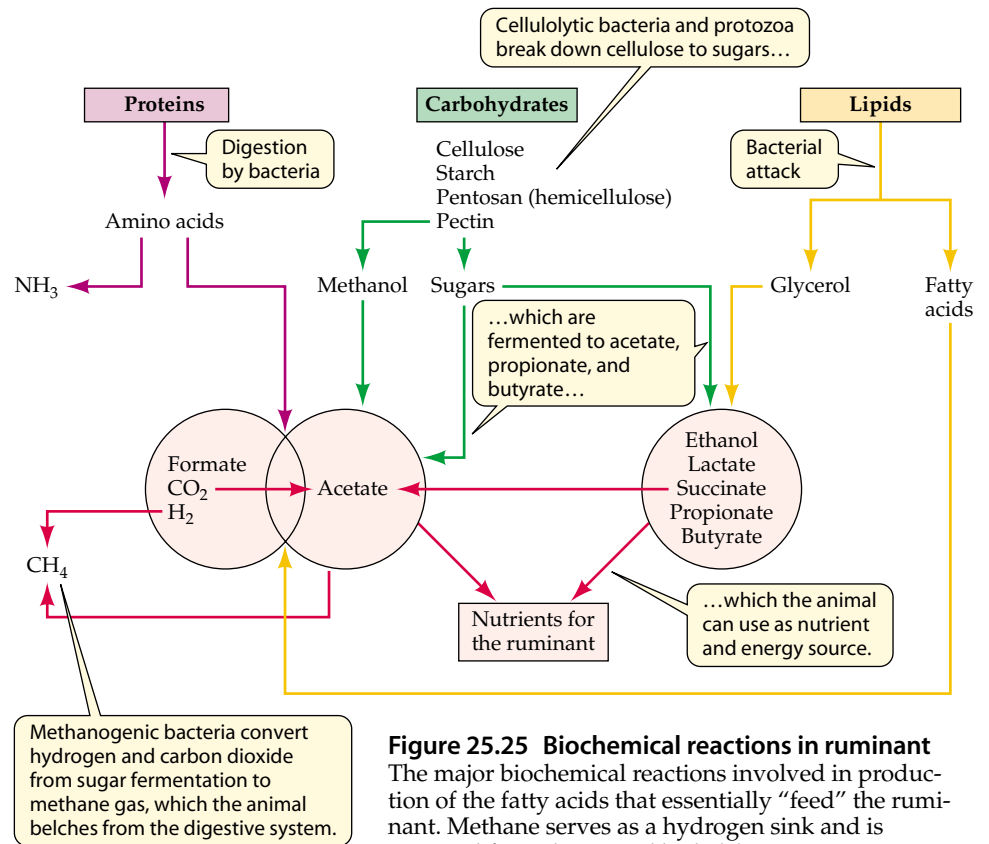 Cellulolytic bacteria and protozoa
break down cellulose to sugars…
Proteins
Carbohydrates
Lipids
Digestion
by bacteria
Cellulose
Starch
Pentosan (hemicellulose)
Pectin
Bacterial
attack
Amino acids
NH₃
Methanol
Sugars
Glycerol
Fatty
acids
…which are
fermented to acetate,
propionate, and
butyrate…
Formate
CO₂
H₂
Acetate
Ethanol
Lactate
Succinate
Propionate
Butyrate
CH₄
Nutrients for
the ruminant
…which the animal
can use as nutrient
and energy source.
Methanogenic bacteria convert
hydrogen and carbon dioxide
from sugar fermentation to
methane gas, which the animal
belches from the digestive system.
Figure 25.25 Biochemical reactions in ruminant
The major biochemical reactions involved in produc-
tion of the fatty acids that essentially “feed” the rumi-
nant. Methane serves as a hydrogen sink and is